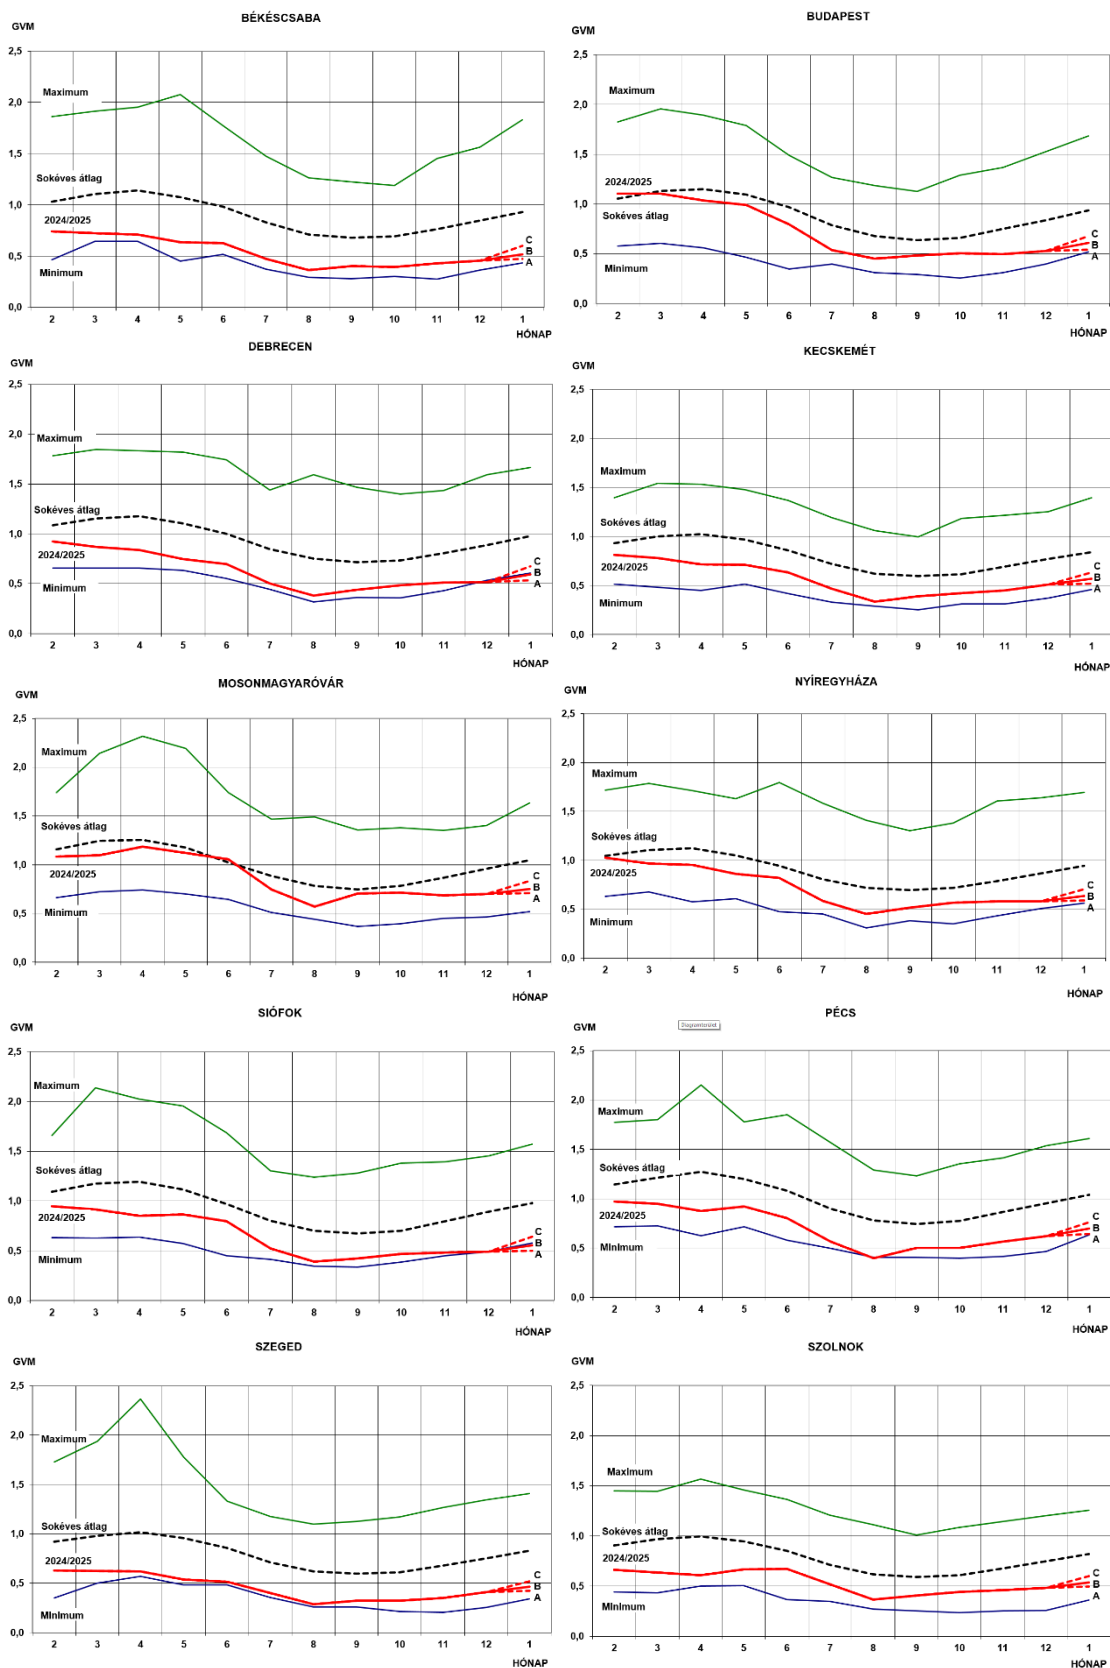 BÉKÉSCSABA
GVM
2,5
2,0
1,5
1,0
0,5
0,0
Maximum
Sokéves átlag
2024/2025
Minimum
C
B
A
2 3 4 5 6 7 8 9 10 11 12 1
HÓNAP
BUDAPEST
GVM
2,5
2,0
1,5
1,0
0,5
0,0
Maximum
2024/2025
Sokéves átlag
Minimum
C
B
A
2 3 4 5 6 7 8 9 10 11 12 1
HÓNAP
DEBRECEN
GVM
2,5
2,0
1,5
1,0
0,5
0,0
Maximum
Sokéves átlag
2024/2025
Minimum
C
B
A
2 3 4 5 6 7 8 9 10 11 12 1
HÓNAP
KECSKEMÉT
GVM
2,5
2,0
1,5
1,0
0,5
0,0
Maximum
Sokéves átlag
2024/2025
Minimum
C
B
A
2 3 4 5 6 7 8 9 10 11 12 1
HÓNAP
MOSONMAGYARÓVÁR
GVM
2,5
2,0
1,5
1,0
0,5
0,0
Maximum
Sokéves átlag
2024/2025
Minimum
C
B
A
2 3 4 5 6 7 8 9 10 11 12 1
HÓNAP
NYÍREGYHÁZA
GVM
2,5
2,0
1,5
1,0
0,5
0,0
Maximum
Sokéves átlag
2024/2025
Minimum
C
B
A
2 3 4 5 6 7 8 9 10 11 12 1
HÓNAP
SIÓFOK
GVM
2,5
2,0
1,5
1,0
0,5
0,0
Maximum
Sokéves átlag
2024/2025
Minimum
C
B
A
2 3 4 5 6 7 8 9 10 11 12 1
HÓNAP
PÉCS
GVM
Diagramterület
2,5
2,0
1,5
1,0
0,5
0,0
Maximum
Sokéves átlag
2024/2025
Minimum
C
B
A
2 3 4 5 6 7 8 9 10 11 12 1
HÓNAP
SZEGED
GVM
2,5
2,0
1,5
1,0
0,5
0,0
Maximum
Sokéves átlag
2024/2025
Minimum
C
B
A
2 3 4 5 6 7 8 9 10 11 12 1
HÓNAP
SZOLNOK
GVM
2,5
2,0
1,5
1,0
0,5
0,0
Maximum
Sokéves átlag
2024/2025
Minimum
C
B
A
2 3 4 5 6 7 8 9 10 11 12 1
HÓNAP